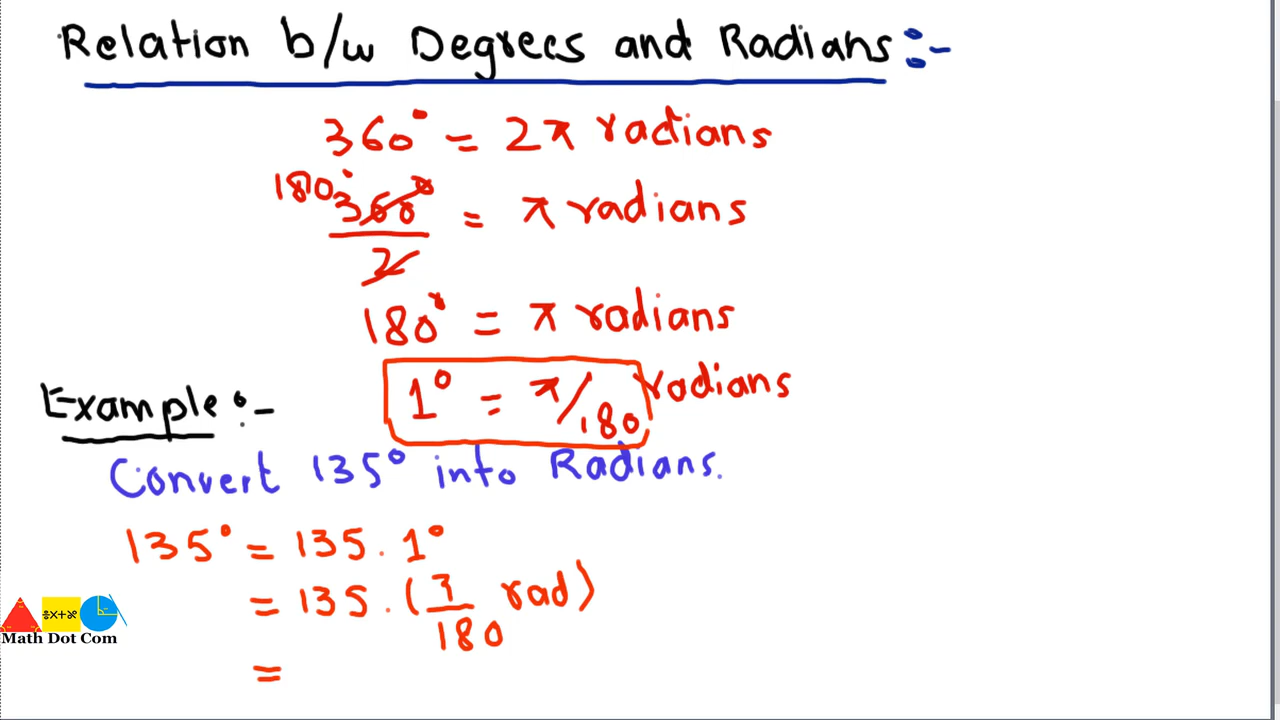 Relation b/w Degrees and Radians :-
360° = 2π radians
180° 360°/2 = π radians
180° = π radians
1° = π/180 radians
Example :-
Convert 135° into Radians.
135° = 135 . 1°
= 135 . (π/180 rad)
=
÷x+≥
Math Dot Com